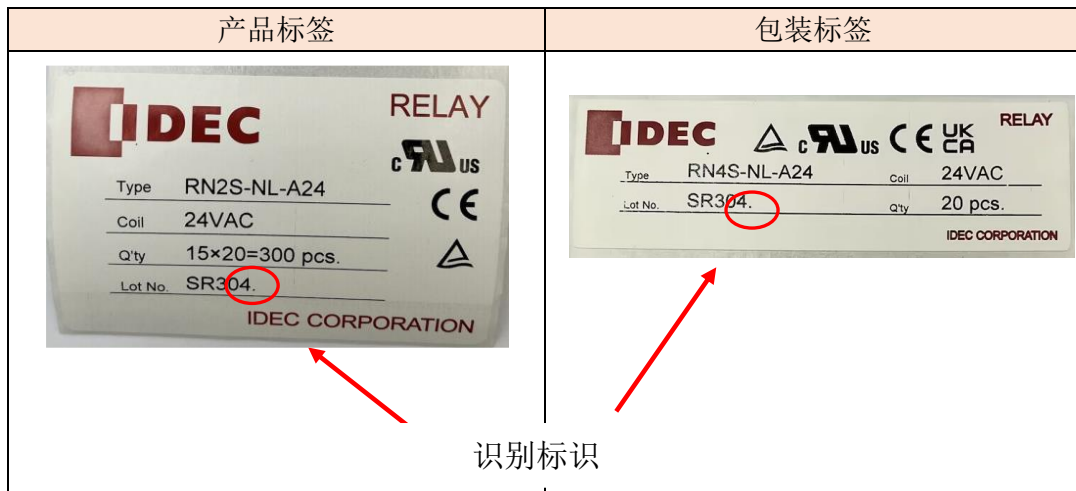 产品标签
包装标签
IDEC
RELAY
c RU US
CE
Type RN2S-NL-A24
Coil 24VAC
Q'ty 15×20=300 pcs.
Lot No. SR304.
IDEC CORPORATION
IDEC
c RU US CE UK CA
RELAY
Type RN4S-NL-A24 Coil 24VAC
Lot No. SR304. Q'ty 20 pcs.
IDEC CORPORATION
识别标识